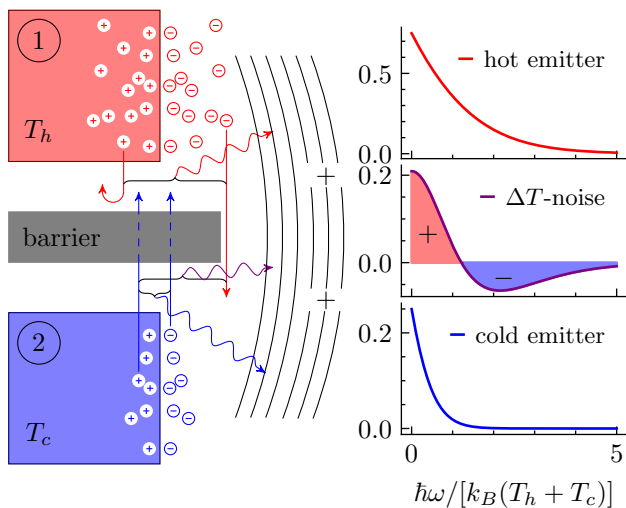 1
T_h
barrier
2
T_c
+
+
0.5
0.0
hot emitter
0.2
0.0
ΔT-noise
+
−
0.2
0.0
cold emitter
0
5
ħω/[k_B(T_h + T_c)]